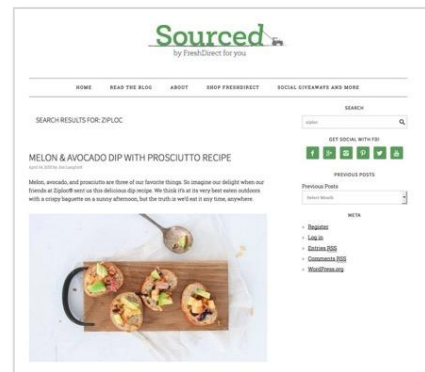 Sourced
by FreshDirect for you
HOME READ THE BLOG ABOUT SHOP FRESHDIRECT SOCIAL GIVEAWAYS AND MORE
SEARCH RESULTS FOR: ZIPLOC
MELON & AVOCADO DIP WITH PROSCIUTTO RECIPE
Melon, avocado, and prosciutto are three of our favorite things. So imagine our delight when our
friends at Ziploc® sent us this delicious dip recipe. We think it's at its very best eaten outdoors
with a crispy baguette on a sunny afternoon, but the truth is we'll eat it any time, anywhere.
SEARCH
ziploc
GET SOCIAL WITH FD!
PREVIOUS POSTS
Previous Posts
Select Month
META
Register
Log in
Entries RSS
Comments RSS
WordPress.org